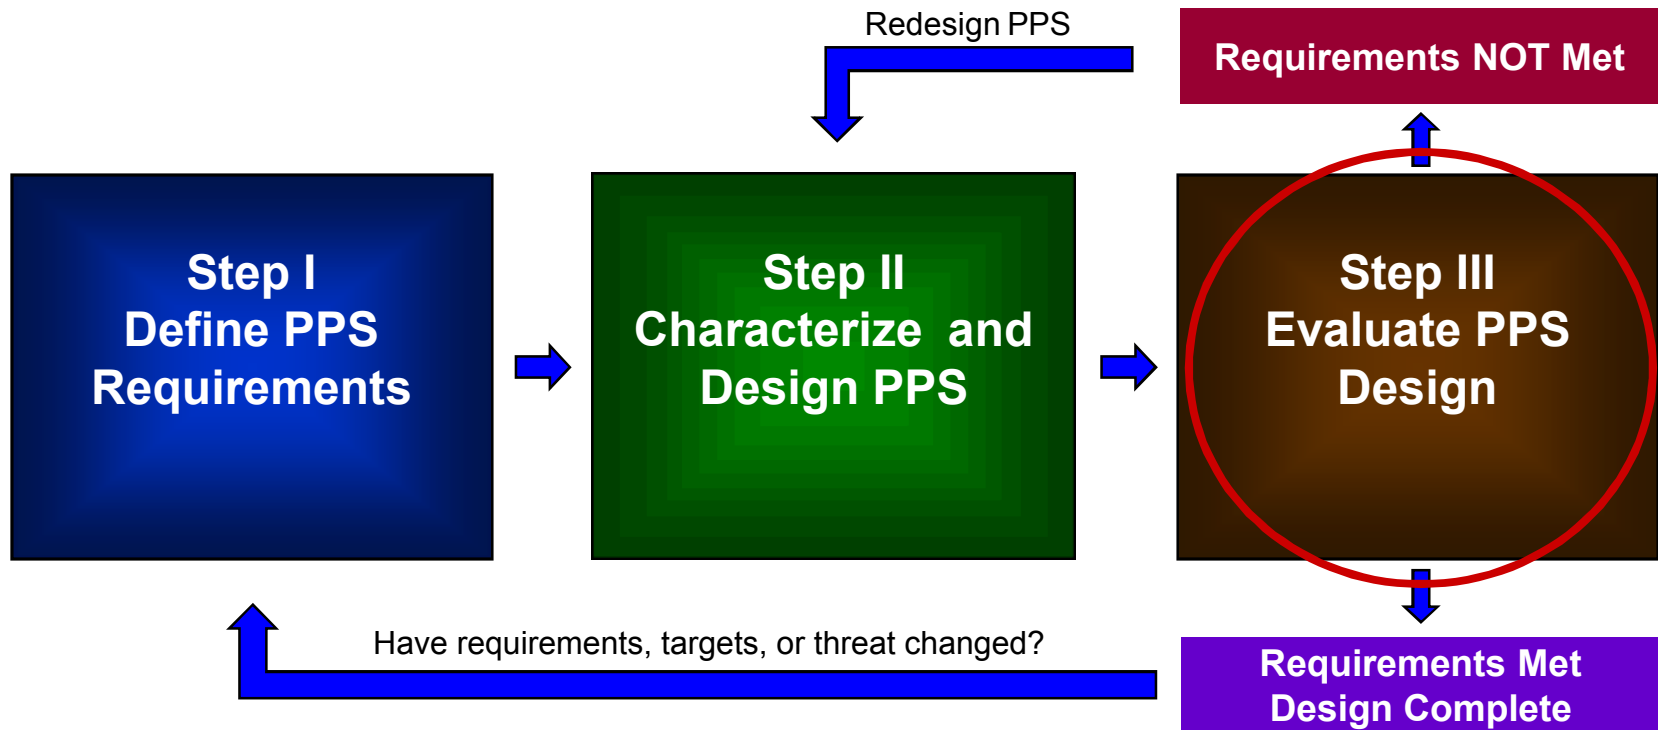 Redesign PPS
Requirements NOT Met
Step I
Define PPS
Requirements
Step II
Characterize and
Design PPS
Step III
Evaluate PPS
Design
Have requirements, targets, or threat changed?
Requirements Met
Design Complete